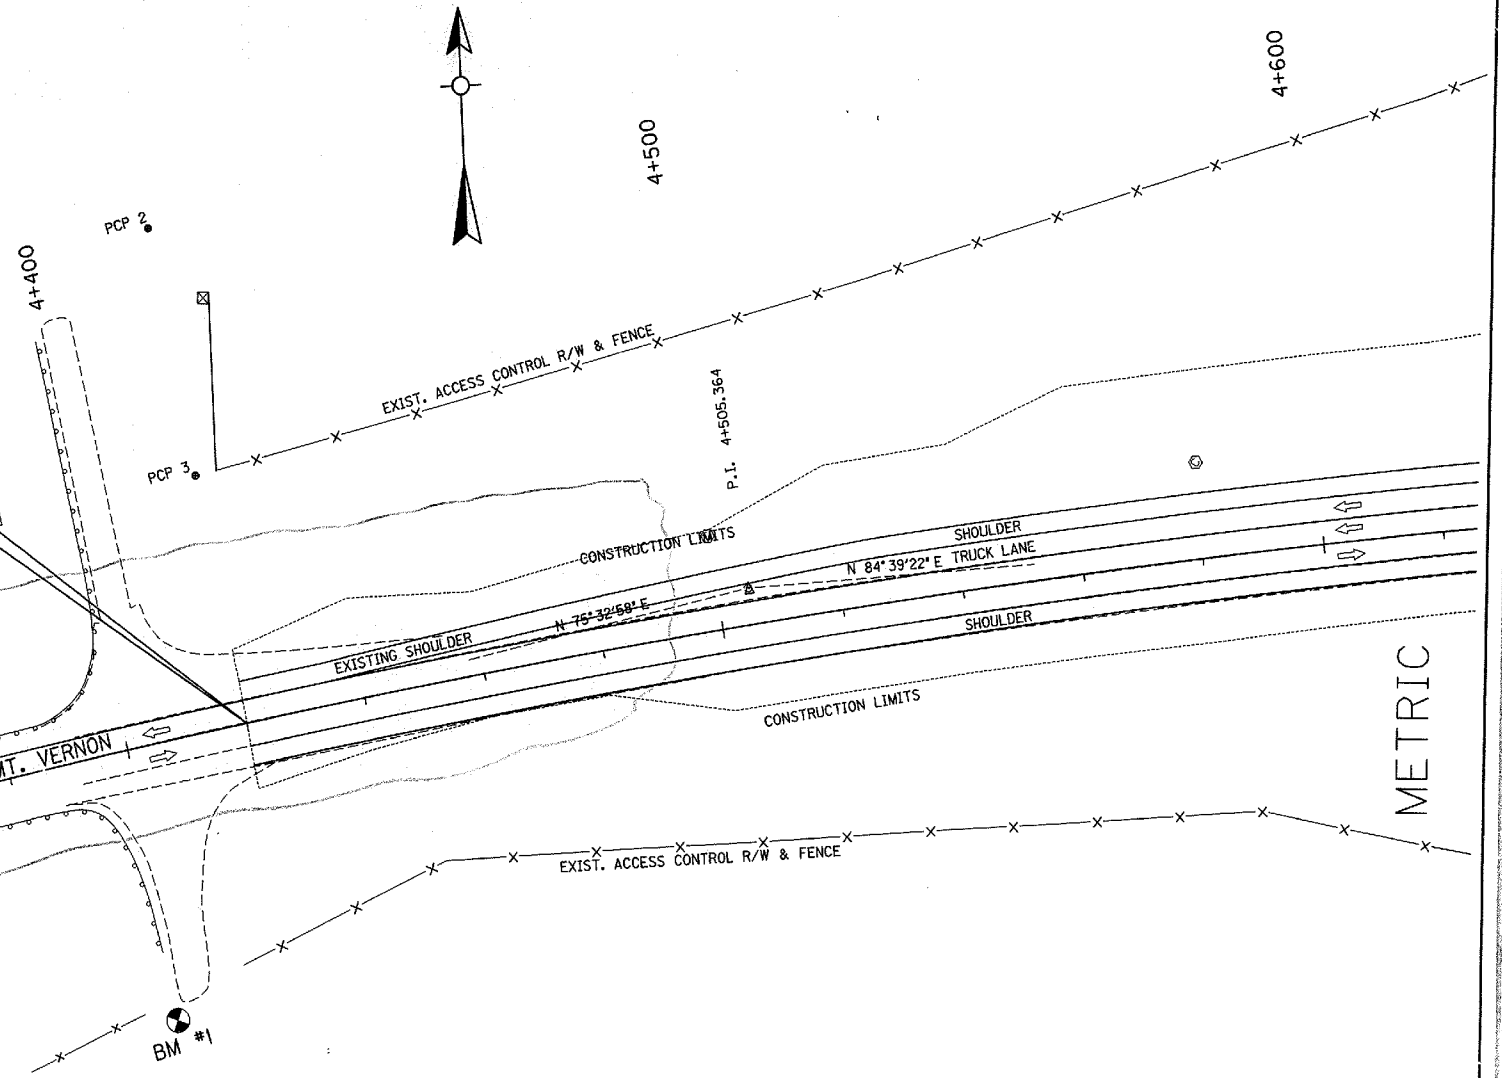 4+600
4+500
PCP 2
4+400
EXIST. ACCESS CONTROL R/W & FENCE
P.I. 4+505.364
PCP 3
CONSTRUCTION LIMITS
SHOULDER
N 84°39'22" E TRUCK LANE
N 75°32'58" E
EXISTING SHOULDER
SHOULDER
CONSTRUCTION LIMITS
MT. VERNON
METRIC
EXIST. ACCESS CONTROL R/W & FENCE
BM #1